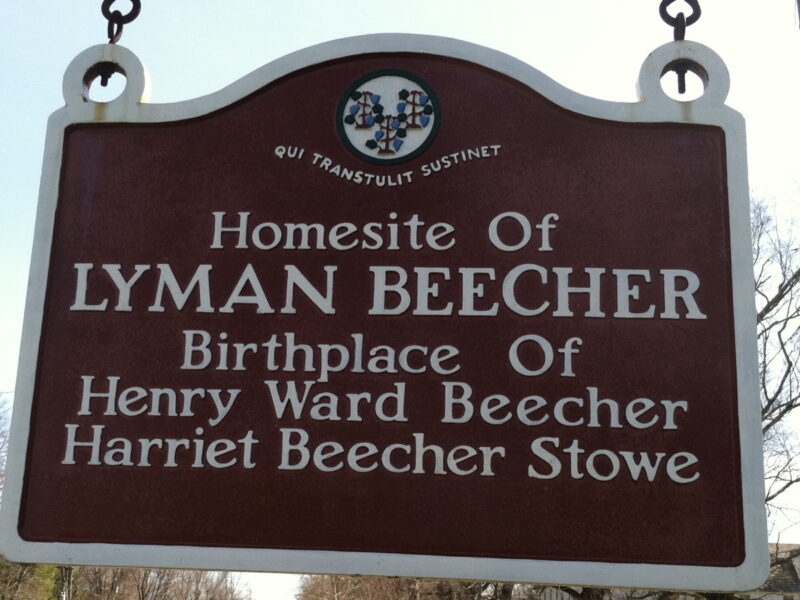 QUI TRANSTULIT SUSTINET
Homesite Of
LYMAN BEECHER
Birthplace Of
Henry Ward Beecher
Harriet Beecher Stowe